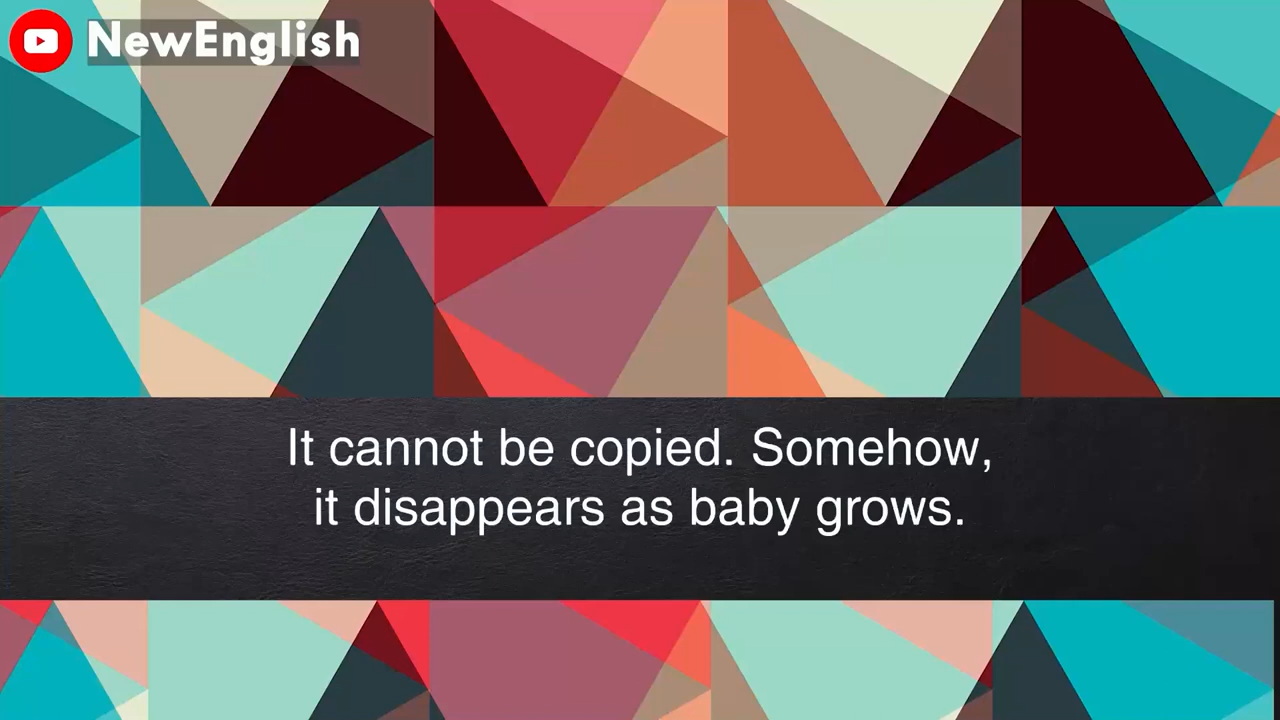 NewEnglish
It cannot be copied. Somehow,
it disappears as baby grows.